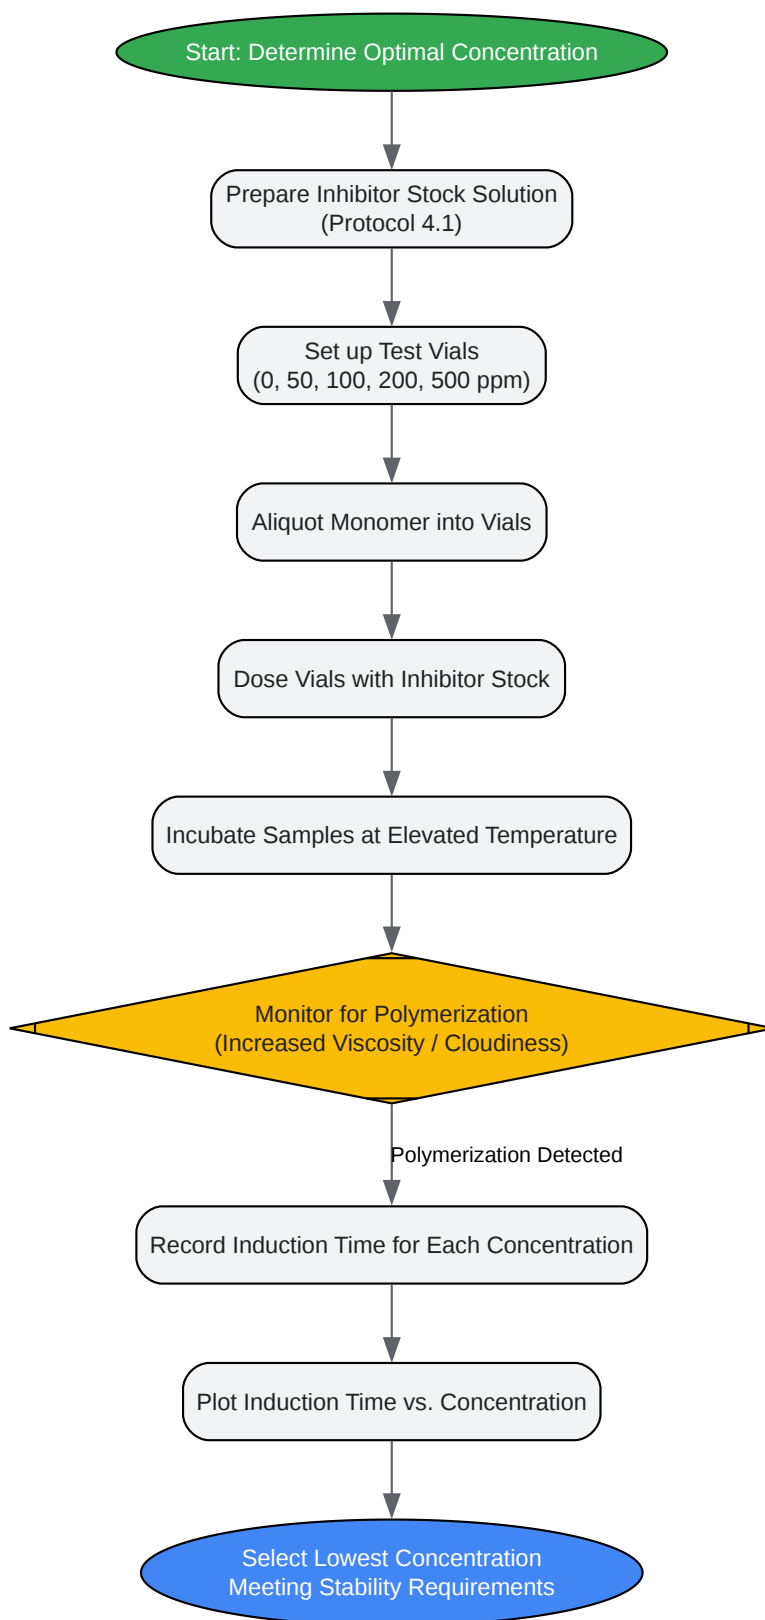 Start: Determine Optimal Concentration
Prepare Inhibitor Stock Solution
(Protocol 4.1)
Set up Test Vials
(0, 50, 100, 200, 500 ppm)
Aliquot Monomer into Vials
Dose Vials with Inhibitor Stock
Incubate Samples at Elevated Temperature
Monitor for Polymerization
(Increased Viscosity / Cloudiness)
Polymerization Detected
Record Induction Time for Each Concentration
Plot Induction Time vs. Concentration
Select Lowest Concentration
Meeting Stability Requirements